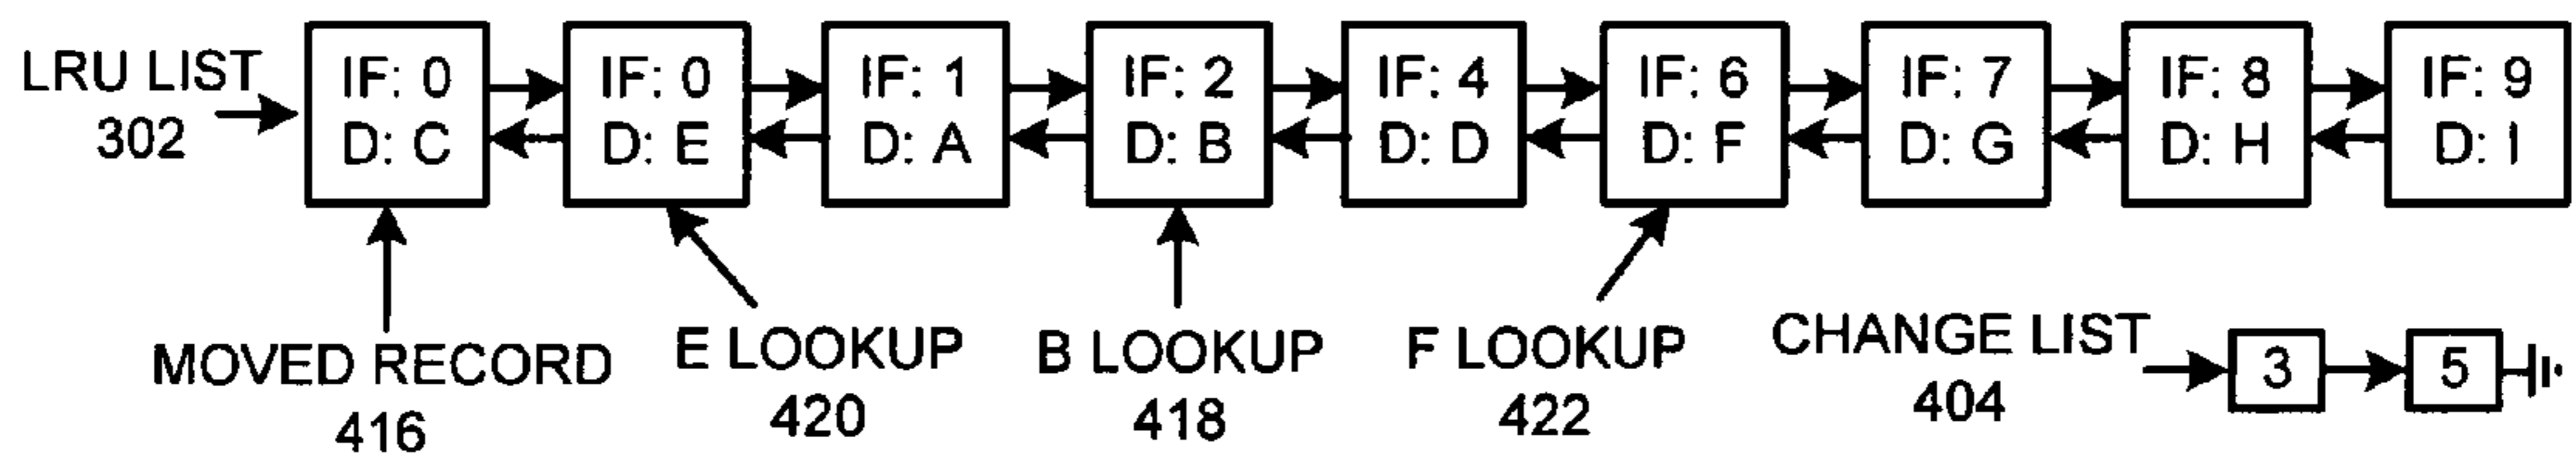 LRU LIST
302
IF: 0
D: C
IF: 0
D: E
IF: 1
D: A
IF: 2
D: B
IF: 4
D: D
IF: 6
D: F
IF: 7
D: G
IF: 8
D: H
IF: 9
D: I
MOVED RECORD
416
E LOOKUP
420
B LOOKUP
418
F LOOKUP
422
CHANGE LIST
404
3
5